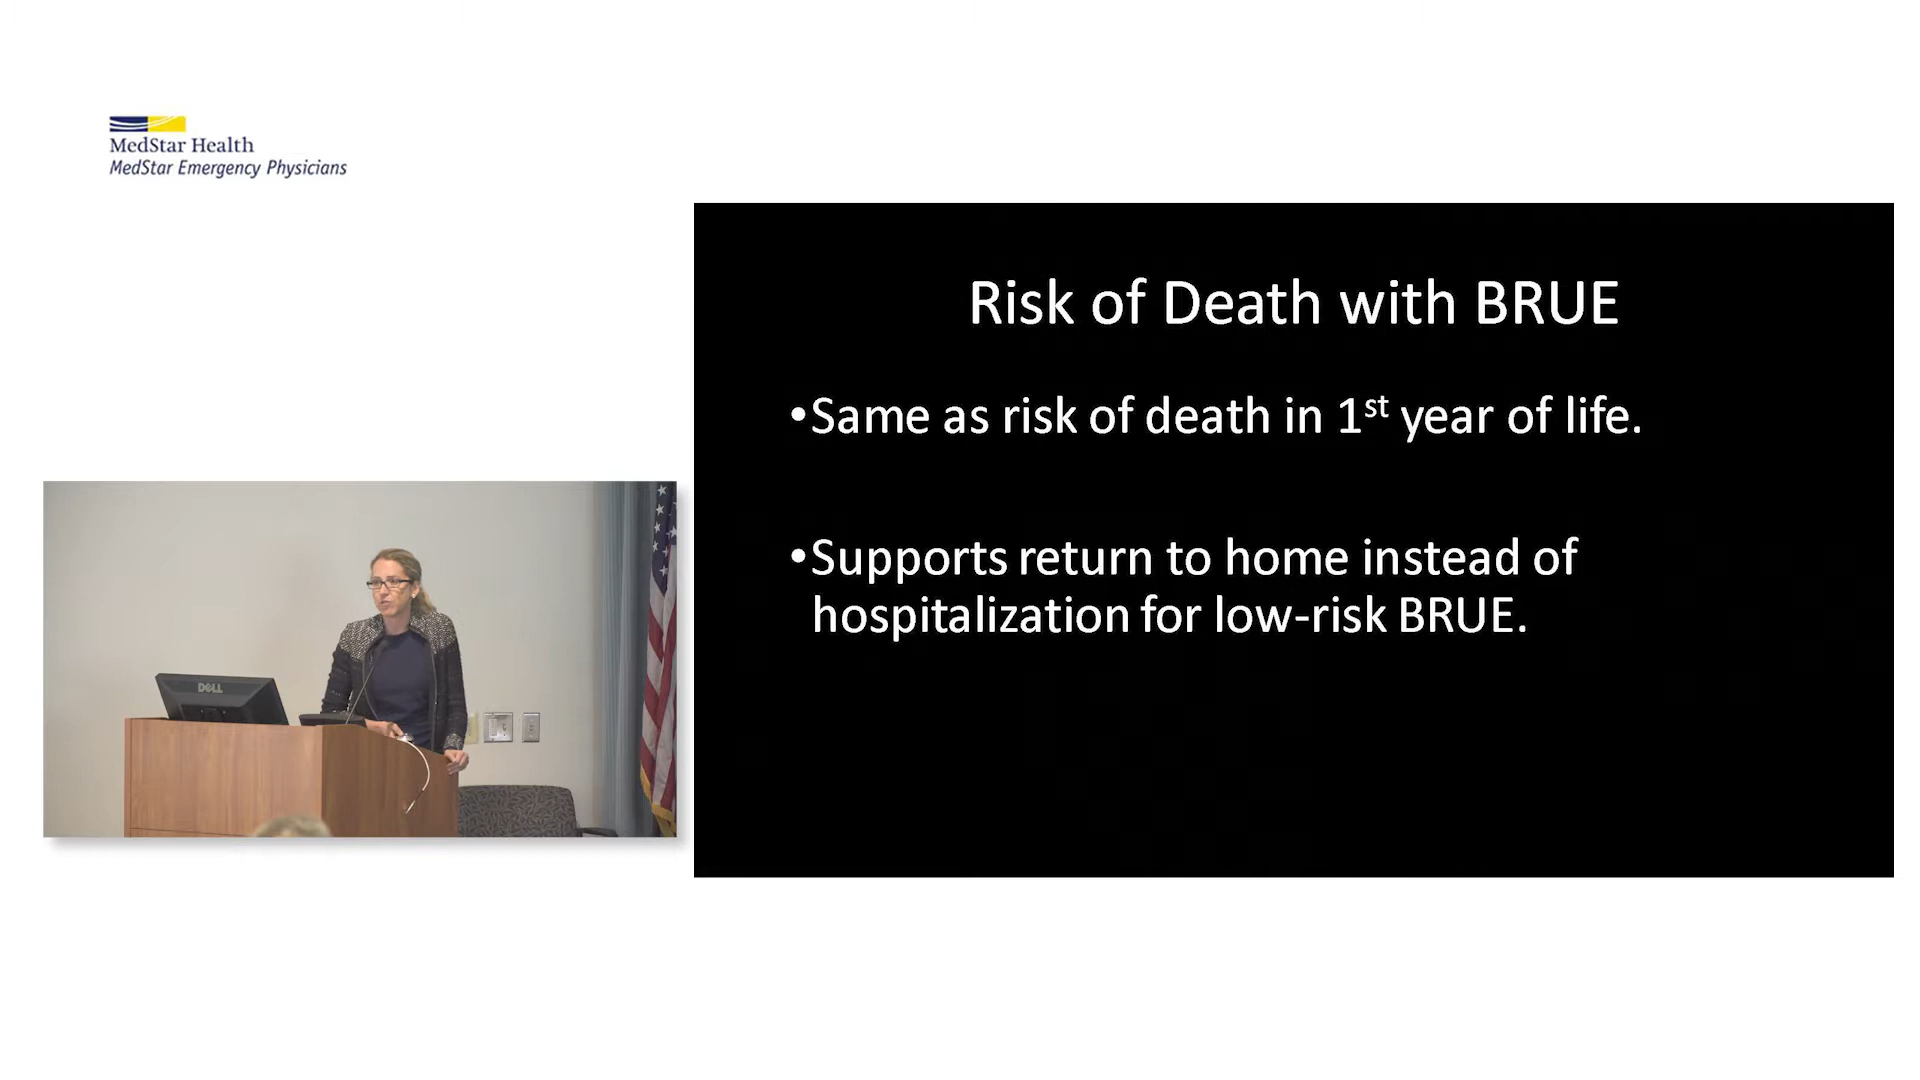 MedStar Health
MedStar Emergency Physicians
Risk of Death with BRUE
•Same as risk of death in 1st year of life.
•Supports return to home instead of
hospitalization for low-risk BRUE.
DELL